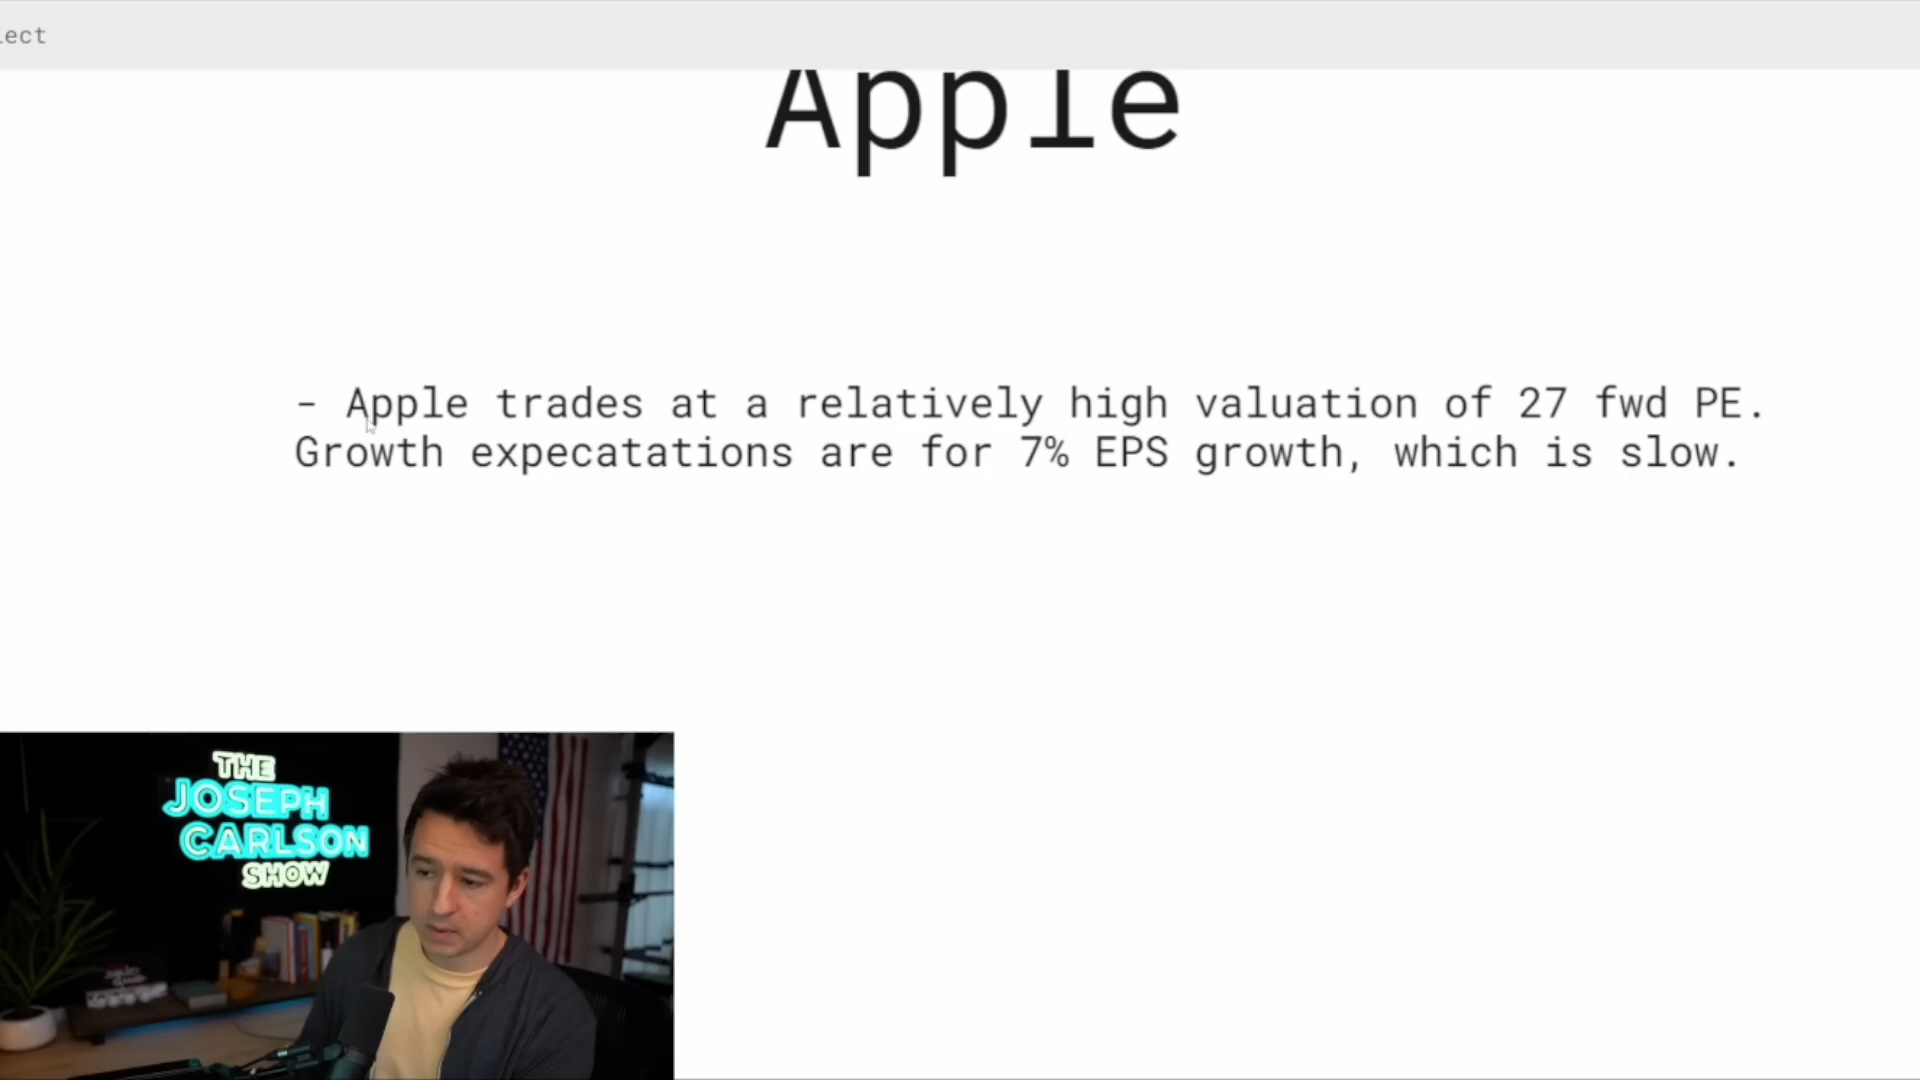 lect
Apple
- Apple trades at a relatively high valuation of 27 fwd PE.
Growth expecatations are for 7% EPS growth, which is slow.
THE
JOSEPH
CARLSON
SHOW